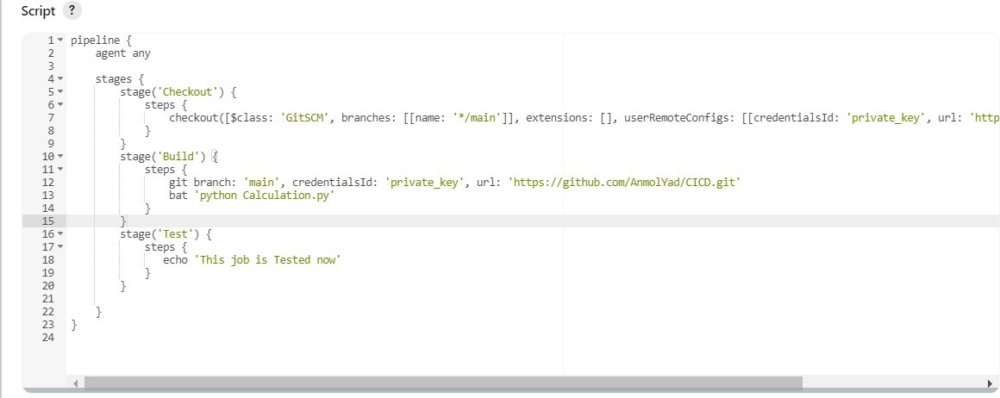 Script ?
1 pipeline {
2     agent any
3
4     stages {
5         stage('Checkout') {
6             steps {
7                 checkout([$class: 'GitSCM', branches: [[name: '*/main']], extensions: [], userRemoteConfigs: [[credentialsId: 'private_key', url: 'http
8             }
9         }
10         stage('Build') {
11             steps {
12                 git branch: 'main', credentialsId: 'private_key', url: 'https://github.com/AnmolYad/CICD.git'
13                 bat 'python Calculation.py'
14             }
15         }
16         stage('Test') {
17             steps {
18                echo 'This job is Tested now'
19             }
20         }
21
22     }
23 }
24